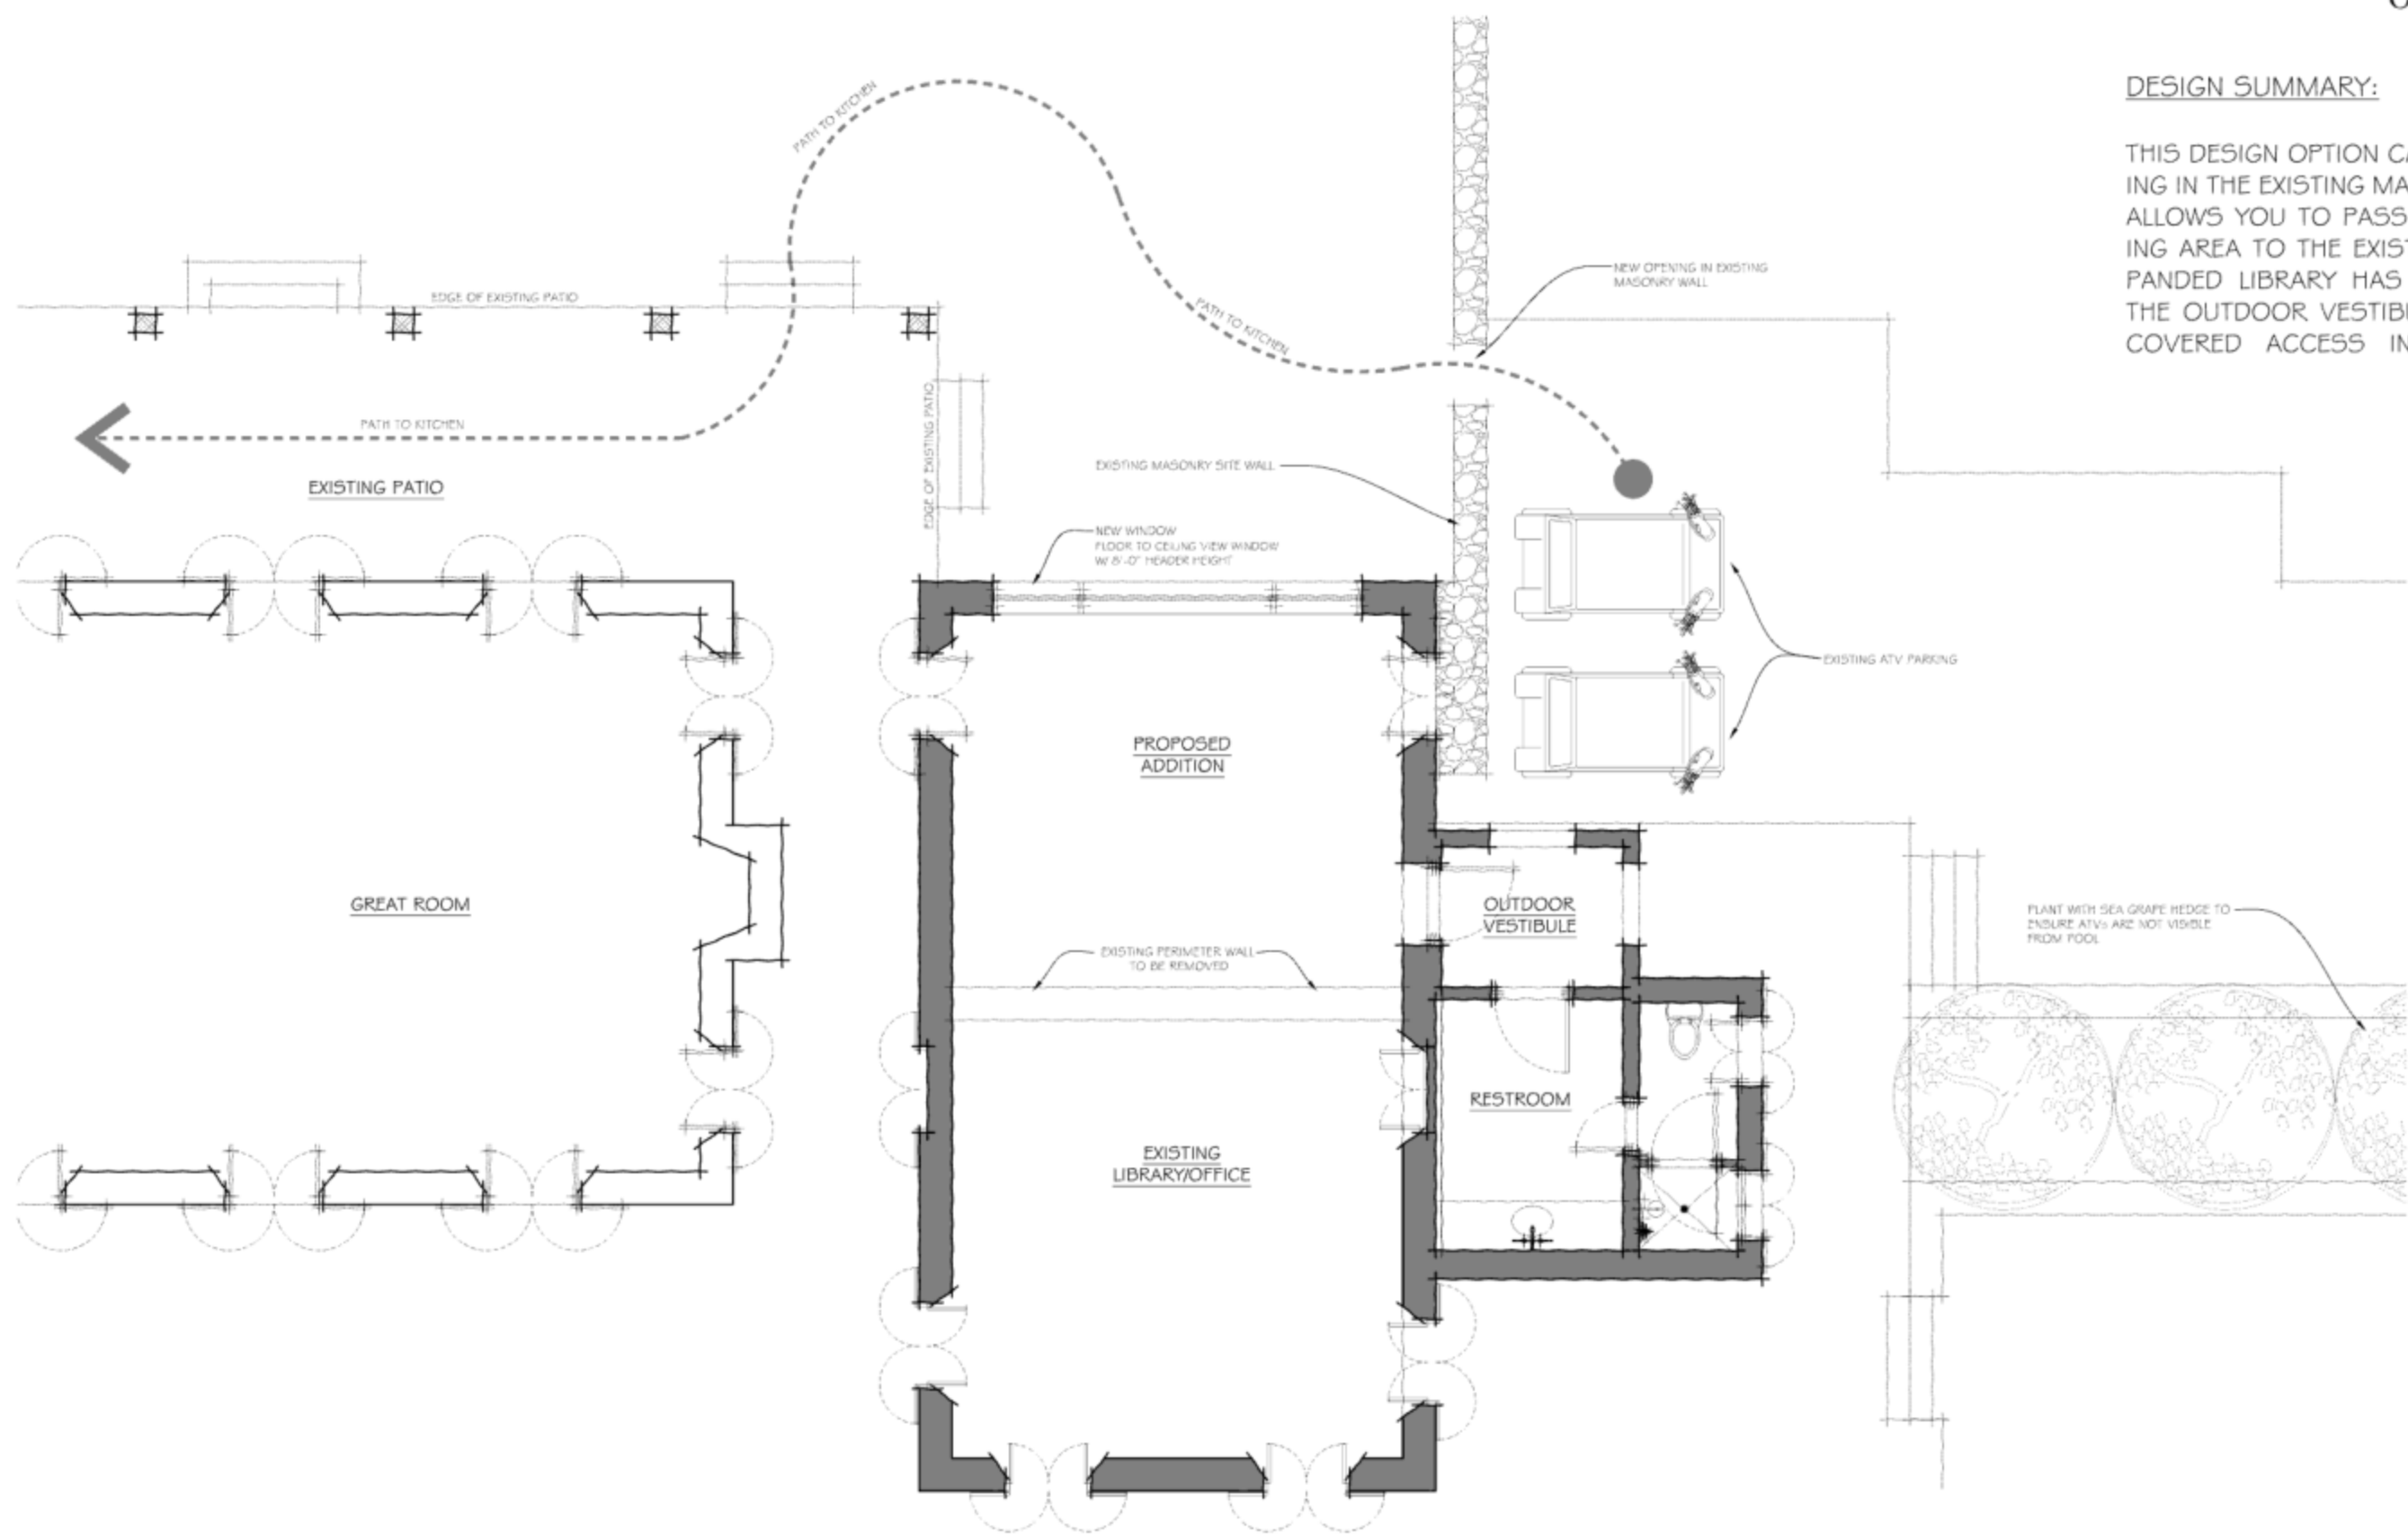 DESIGN SUMMARY:
THIS DESIGN OPTION
ING IN THE EXISTING
ALLOWS YOU TO PASS
ING AREA TO THE
PANDED LIBRARY HAS
THE OUTDOOR
COVERED ACCESS
PATH TO KITCHEN
NEW OPENING IN EXISTING
MASONRY WALL
EDGE OF EXISTING PATIO
PATH TO KITCHEN
PATH TO KITCHEN
EDGE OF EXISTING PATIO
EXISTING MASONRY SITE WALL
EXISTING PATIO
NEW WINDOW
FLOOR TO CEILING VIEW WINDOW
W/ 8'-0" HEADER HEIGHT
EXISTING ATV PARKING
PROPOSED
ADDITION
GREAT ROOM
OUTDOOR
VESTIBULE
PLANT WITH SEA GRAPE HEDGE TO
ENSURE ATVs ARE NOT VISIBLE
FROM POOL
EXISTING PERIMETER WALL
TO BE REMOVED
RESTROOM
EXISTING
LIBRARY/OFFICE